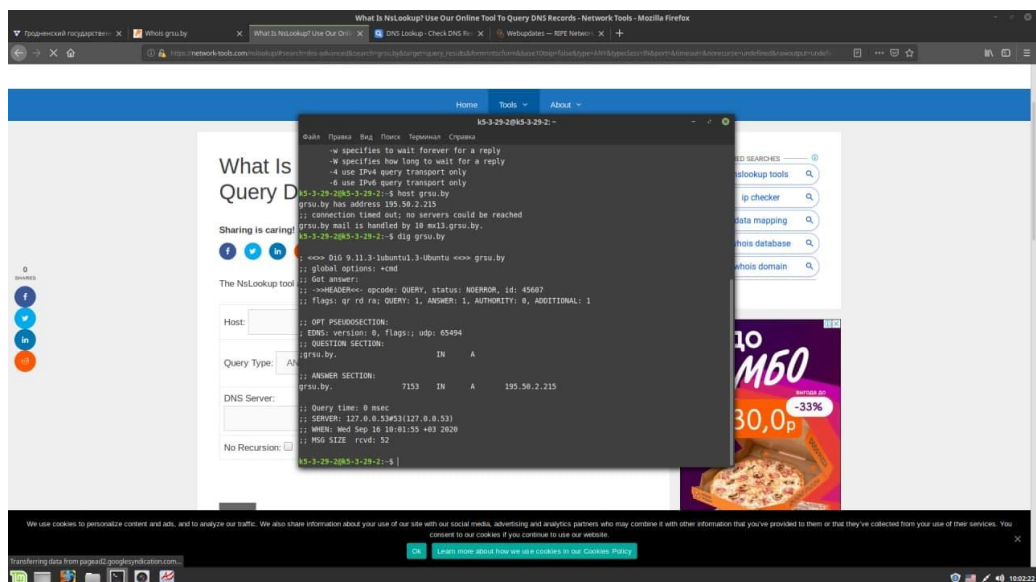 What Is NsLookup? Use Our Online Tool To Query DNS Records - Network Tools - Mozilla Firefox
Гродненский государствен
Whois grsu.by
What Is NsLookup? Use Our Onli
DNS Lookup - Check DNS Re
Webupdates — RIPE Network
Home Tools About
k5-3-29-2@k5-3-29-2: ~
Файл Правка Вид Поиск Терминал Справка
-w specifies to wait forever for a reply
-W specifies how long to wait for a reply
-4 use IPv4 query transport only
-6 use IPv6 query transport only
k5-3-29-2@k5-3-29-2:~$ host grsu.by
grsu.by has address 195.50.2.215
;; connection timed out; no servers could be reached
grsu.by mail is handled by 10 mx13.grsu.by.
k5-3-29-2@k5-3-29-2:~$ dig grsu.by
; <<>> DiG 9.11.3-1ubuntu1.3-Ubuntu <<>> grsu.by
;; global options: +cmd
;; Got answer:
;; ->>HEADER<<- opcode: QUERY, status: NOERROR, id: 45607
;; flags: qr rd ra; QUERY: 1, ANSWER: 1, AUTHORITY: 0, ADDITIONAL: 1
;; OPT PSEUDOSECTION:
; EDNS: version: 0, flags:; udp: 65494
;; QUESTION SECTION:
;grsu.by. IN A
;; ANSWER SECTION:
grsu.by. 7153 IN A 195.50.2.215
;; Query time: 0 msec
;; SERVER: 127.0.0.53#53(127.0.0.53)
;; WHEN: Wed Sep 16 10:01:55 +03 2020
;; MSG SIZE rcvd: 52
k5-3-29-2@k5-3-29-2:~$
What Is
Query D
Sharing is caring!
The NsLookup tool
Host:
Query Type: AN
DNS Server:
No Recursion:
0
SHARES
ED SEARCHES
nslookup tools
ip checker
data mapping
whois database
whois domain
до
МБО
выгода до
-33%
30,0р
We use cookies to personalize content and ads, and to analyze our traffic. We also share information about your use of our site with our social media, advertising and analytics partners who may combine it with other information that you've provided to them or that they've collected from your use of their services. You
consent to our cookies if you continue to use our website.
Ok
Learn more about how we use cookies in our Cookies Policy
Transferring data from pagead2.googlesyndication.com...